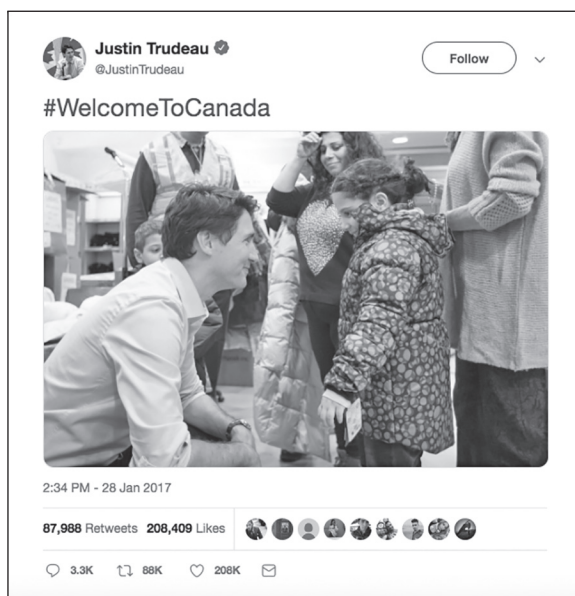 Justin Trudeau
@JustinTrudeau
Follow
#WelcomeToCanada
2:34 PM - 28 Jan 2017
87,988 Retweets 208,409 Likes
3.3K 88K 208K